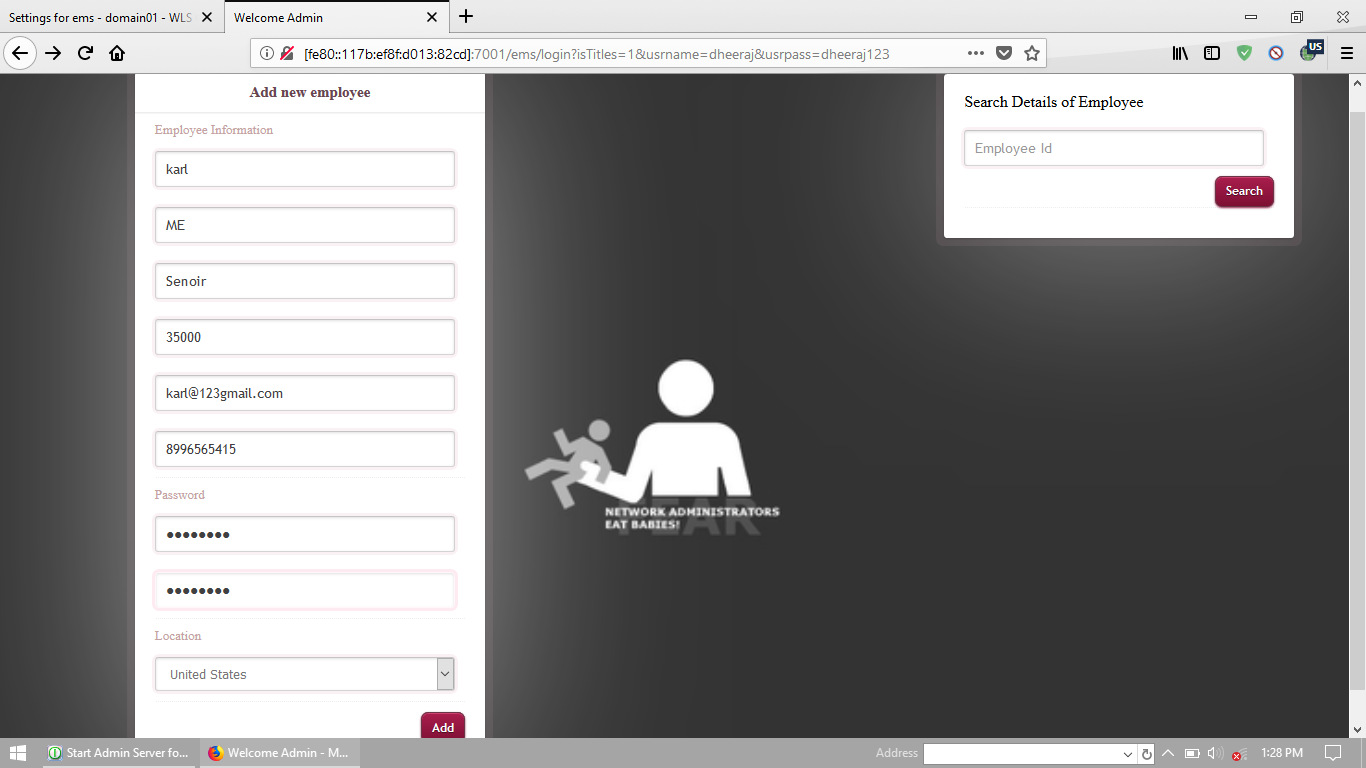 Settings for ems - domain01 - WLS
Welcome Admin
[fe80::117b:ef8f:d013:82cd]:7001/ems/login?isTitles=1&usrname=dheeraj&usrpass=dheeraj123
US
Add new employee
Employee Information
karl
ME
Senoir
35000
karl@123gmail.com
8996565415
Password
●●●●●●●●
●●●●●●●●
Location
United States
Add
Search Details of Employee
Employee Id
Search
FEAR
NETWORK ADMINISTRATORS
EAT BABIES!
Start Admin Server fo...
Welcome Admin - M...
Address
1:28 PM